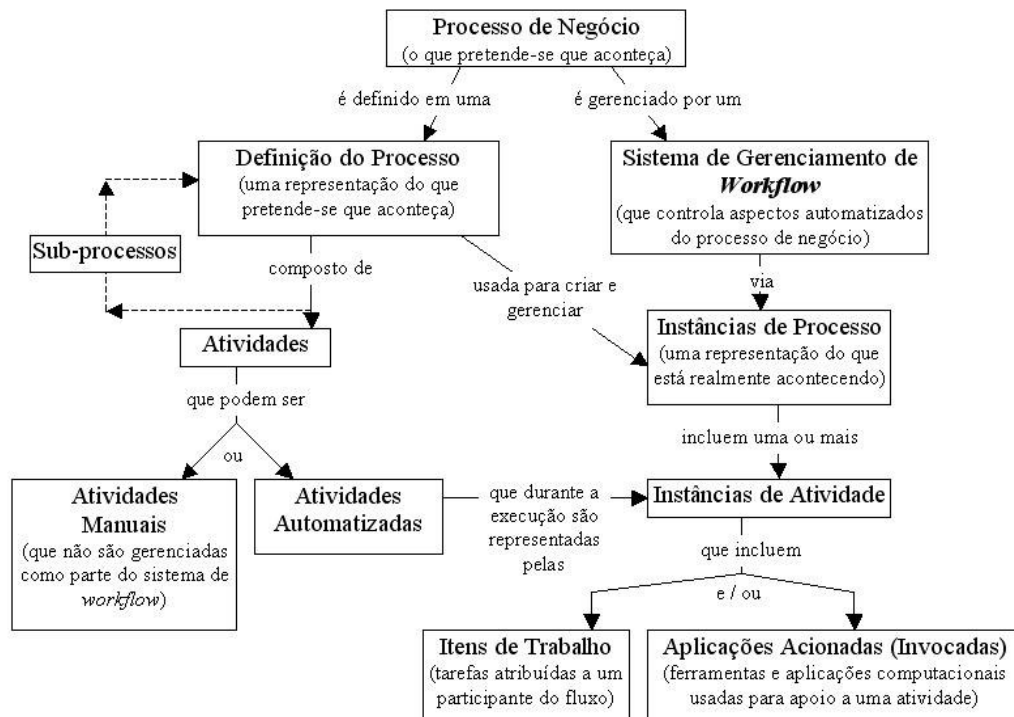 Processo de Negócio
(o que pretende-se que aconteça)
é definido em uma
é gerenciado por um
Definição do Processo
(uma representação do que
pretende-se que aconteça)
Sistema de Gerenciamento de
Workflow
(que controla aspectos automatizados
do processo de negócio)
Sub-processos
composto de
usada para criar e
gerenciar
via
Atividades
Instâncias de Processo
(uma representação do que
está realmente acontecendo)
que podem ser
ou
incluem uma ou mais
Atividades
Manuais
(que não são gerenciadas
como parte do sistema de
workflow)
Atividades
Automatizadas
que durante a
execução são
representadas
pelas
Instâncias de Atividade
que incluem
e / ou
Itens de Trabalho
(tarefas atribuídas a um
participante do fluxo)
Aplicações Acionadas (Invocadas)
(ferramentas e aplicações computacionais
usadas para apoio a uma atividade)